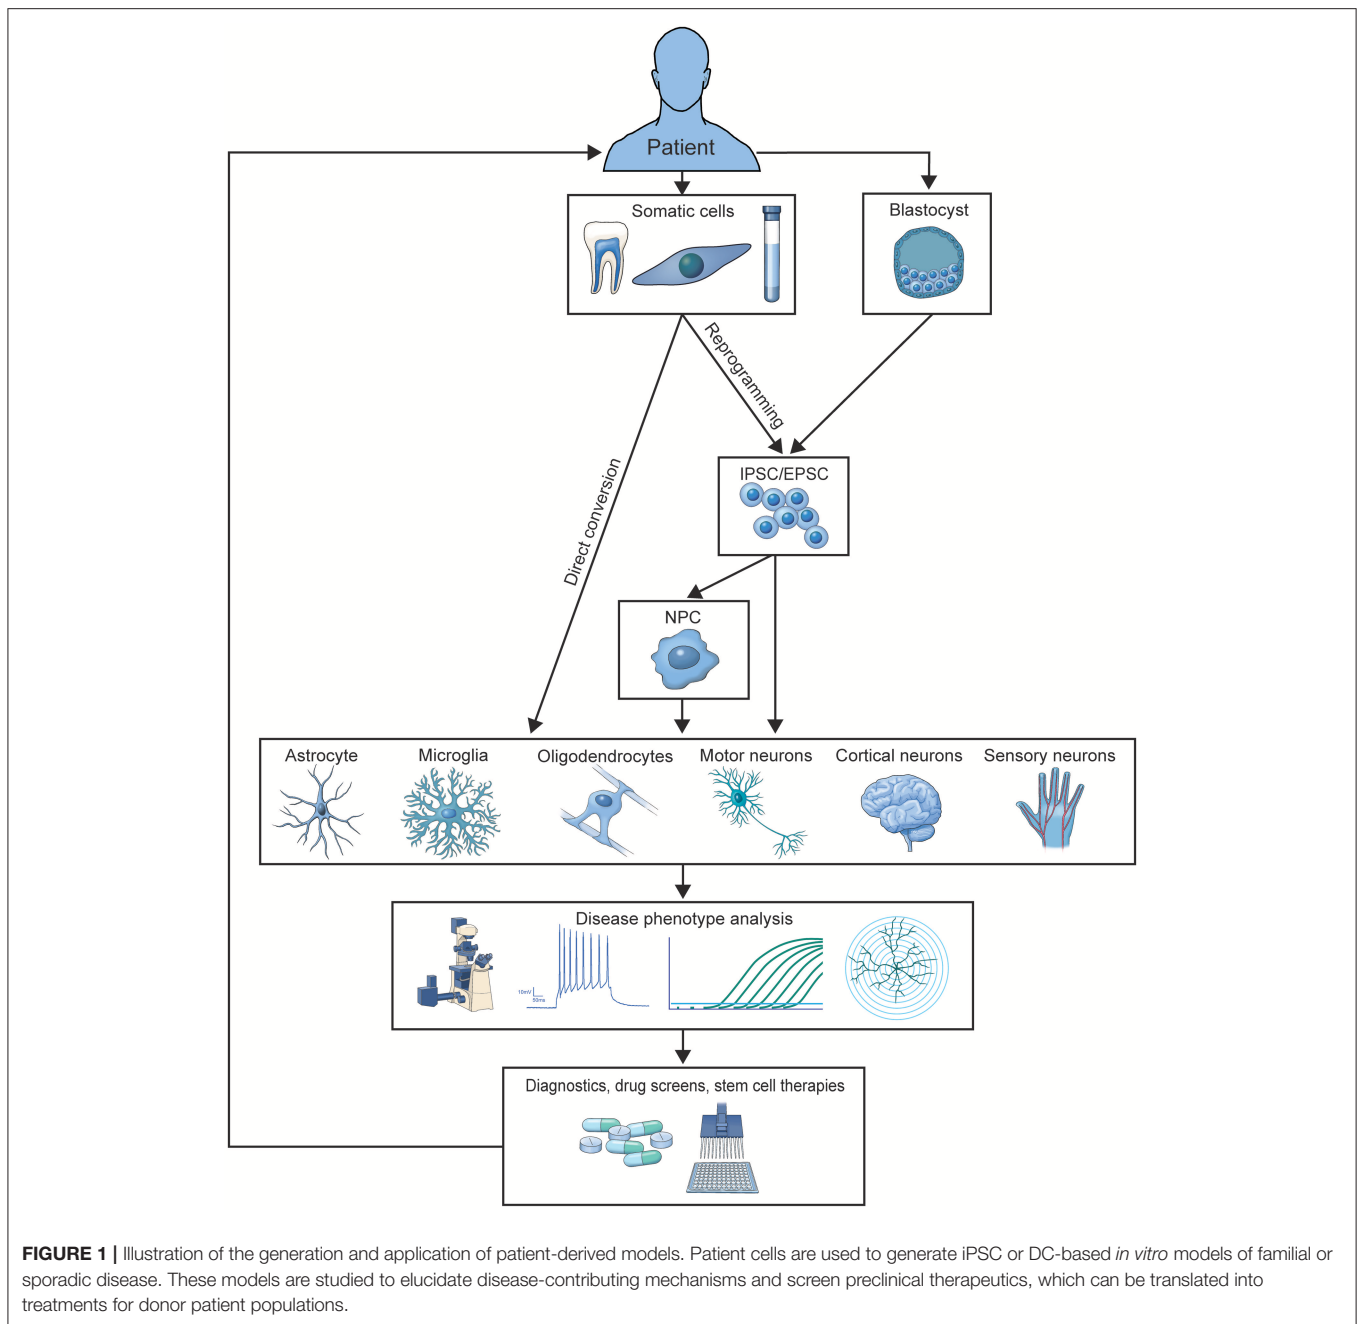 Patient
Somatic cells
Blastocyst
Reprogramming
Direct conversion
IPSC/EPSC
NPC
Astrocyte
Microglia
Oligodendrocytes
Motor neurons
Cortical neurons
Sensory neurons
Disease phenotype analysis
10mV
50ms
Diagnostics, drug screens, stem cell therapies
FIGURE 1 | Illustration of the generation and application of patient-derived models. Patient cells are used to generate iPSC or DC-based in vitro models of familial or
sporadic disease. These models are studied to elucidate disease-contributing mechanisms and screen preclinical therapeutics, which can be translated into
treatments for donor patient populations.